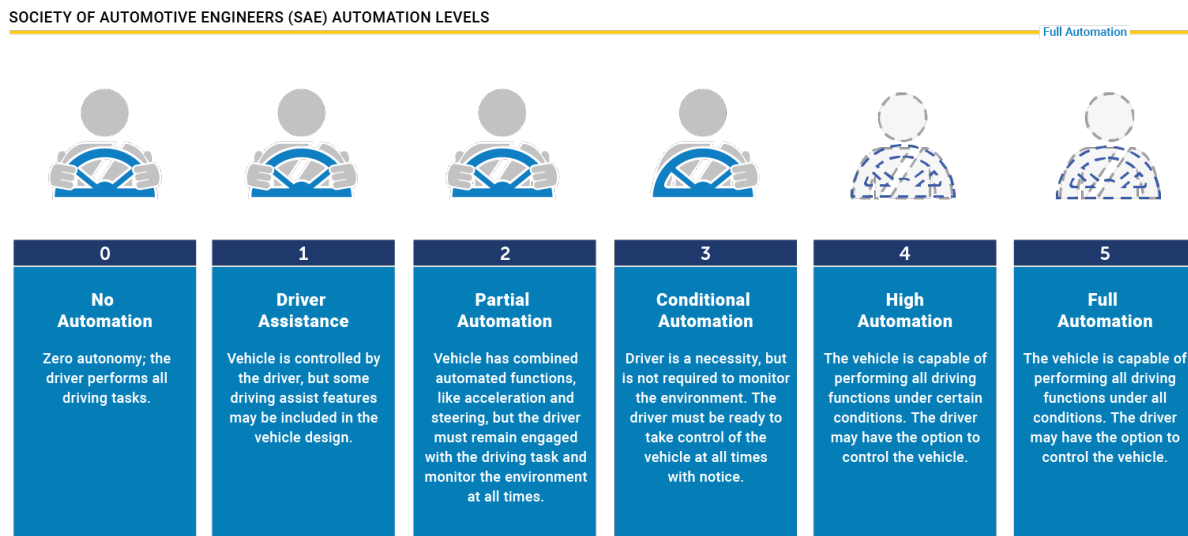 SOCIETY OF AUTOMOTIVE ENGINEERS (SAE) AUTOMATION LEVELS
Full Automation
0
No
Automation
Zero autonomy; the
driver performs all
driving tasks.
1
Driver
Assistance
Vehicle is controlled by
the driver, but some
driving assist features
may be included in the
vehicle design.
2
Partial
Automation
Vehicle has combined
automated functions,
like acceleration and
steering, but the driver
must remain engaged
with the driving task and
monitor the environment
at all times.
3
Conditional
Automation
Driver is a necessity, but
is not required to monitor
the environment. The
driver must be ready to
take control of the
vehicle at all times
with notice.
4
High
Automation
The vehicle is capable of
performing all driving
functions under certain
conditions. The driver
may have the option to
control the vehicle.
5
Full
Automation
The vehicle is capable of
performing all driving
functions under all
conditions. The driver
may have the option to
control the vehicle.